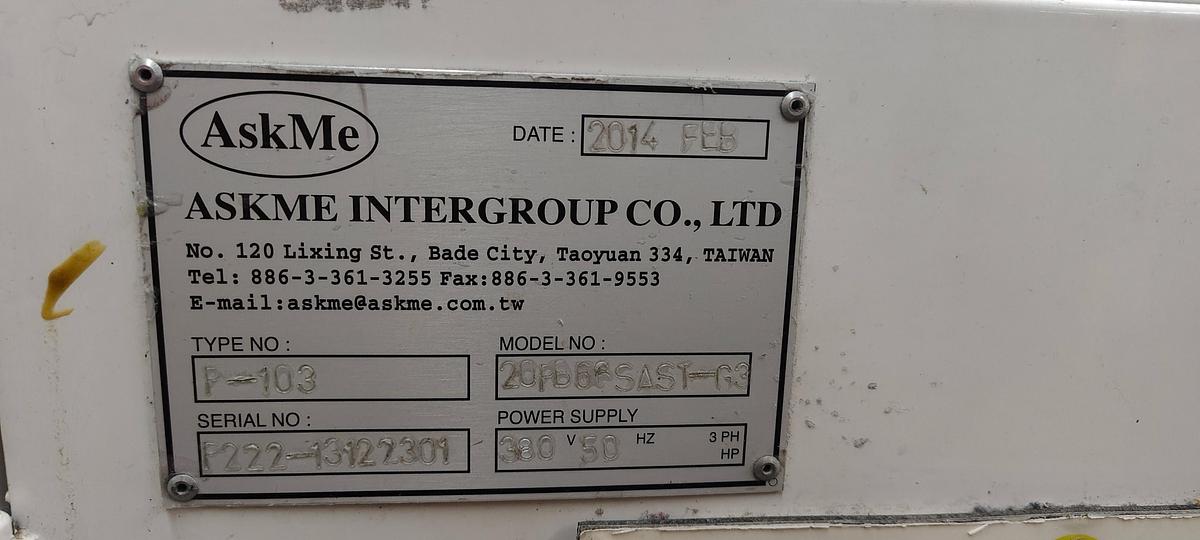 AskMe
DATE : 2014 FEB
ASKME INTERGROUP CO., LTD
No. 120 Lixing St., Bade City, Taoyuan 334, TAIWAN
Tel: 886-3-361-3255 Fax:886-3-361-9553
E-mail:askme@askme.com.tw
TYPE NO :
P-103
MODEL NO :
SERIAL NO :
P222-13122301
POWER SUPPLY
380 V 50 HZ 3 PH
HP